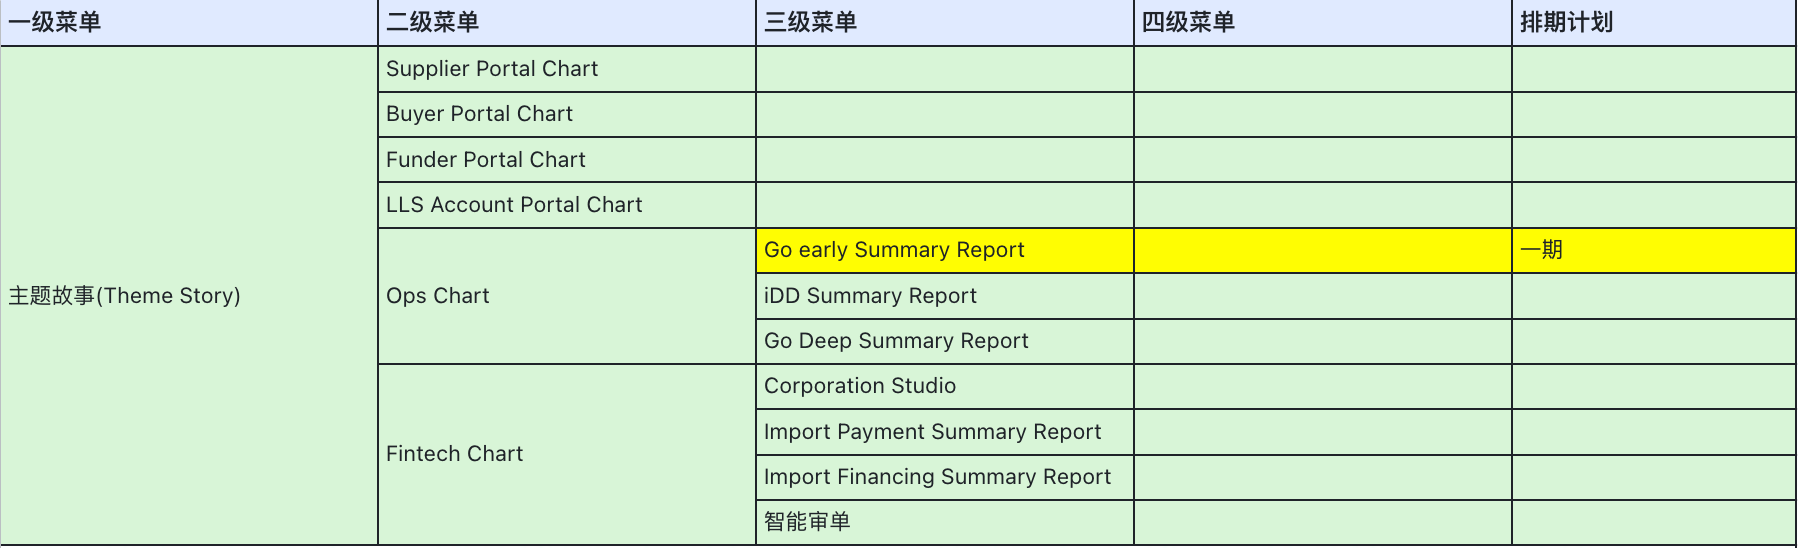 一级菜单 二级菜单 三级菜单 四级菜单 排期计划
Supplier Portal Chart
Buyer Portal Chart
Funder Portal Chart
LLS Account Portal Chart
Go early Summary Report 一期
主题故事(Theme Story) Ops Chart iDD Summary Report
Go Deep Summary Report
Corporation Studio
Import Payment Summary Report
Fintech Chart
Import Financing Summary Report
智能审单